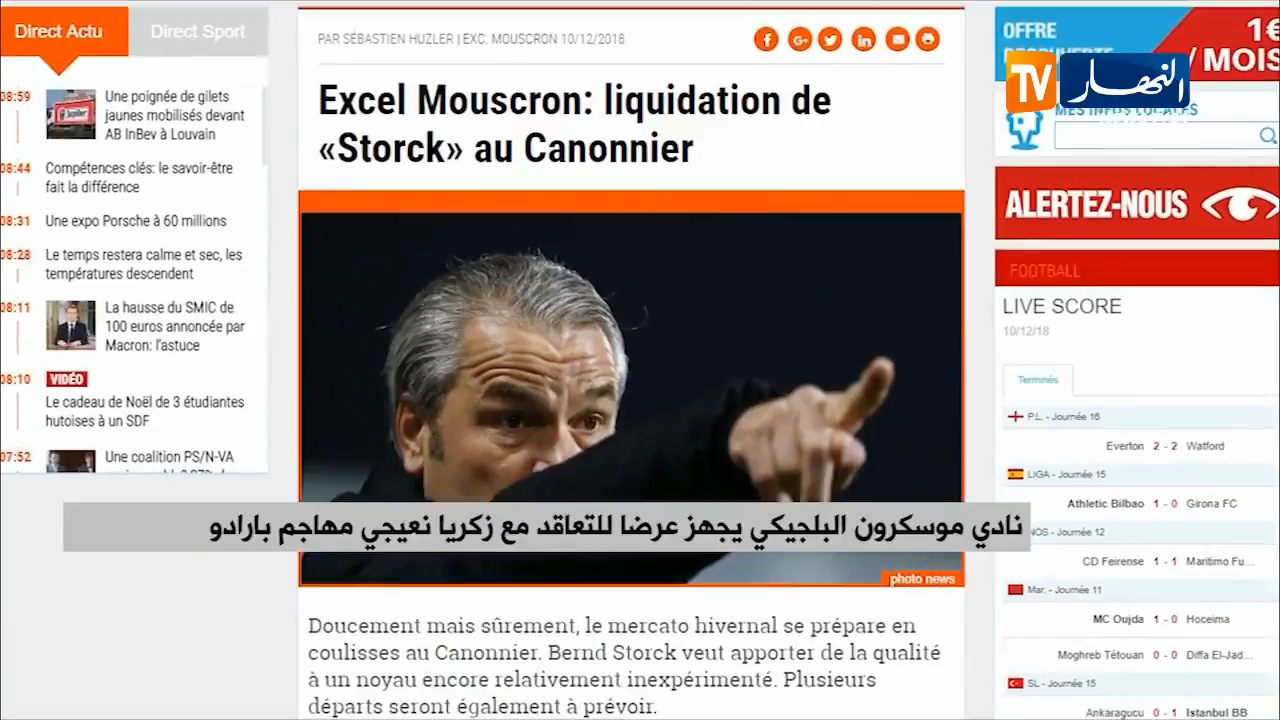 Direct Actu
Direct Sport
08:59
Une poignée de gilets
jaunes mobilisés devant
AB InBev à Louvain
08:44
Compétences clés: le savoir-être
fait la différence
08:31
Une expo Porsche à 60 millions
08:28
Le temps restera calme et sec, les
températures descendent
08:11
La hausse du SMIC de
100 euros annoncée par
Macron: l'astuce
08:10
VIDÉO
Le cadeau de Noël de 3 étudiantes
hutoises à un SDF
07:52
Une coalition PS/N-VA
PAR SEBASTIEN HUZLER | EXC. MOUSCRON 10/12/2018
Excel Mouscron: liquidation de
«Storck» au Canonnier
نادي موسكرون البلجيكي يجهز عرضا للتعاقد مع زكريا نعيجي مهاجم بارادو
photo news
Doucement mais sûrement, le mercato hivernal se prépare en
coulisses au Canonnier. Bernd Storck veut apporter de la qualité
à un noyau encore relativement inexpérimenté. Plusieurs
départs seront également à prévoir.
OFFRE
1€
/ MOIS
TV النهار
MES INFOS LOCALES
ALERTEZ-NOUS
FOOTBALL
LIVE SCORE
10/12/18
Terminés
P.L. - Journée 16
Everton 2 - 2 Watford
LIGA - Journée 15
Athletic Bilbao 1 - 0 Girona FC
NOS - Journée 12
CD Feirense 1 - 1 Maritimo Fu...
Mar. - Journée 11
MC Oujda 1 - 0 Hoceima
Moghreb Tétouan 0 - 0 Diffa El-Jad...
SL - Journée 15
Ankaragucu 0 - 1 Istanbul BB